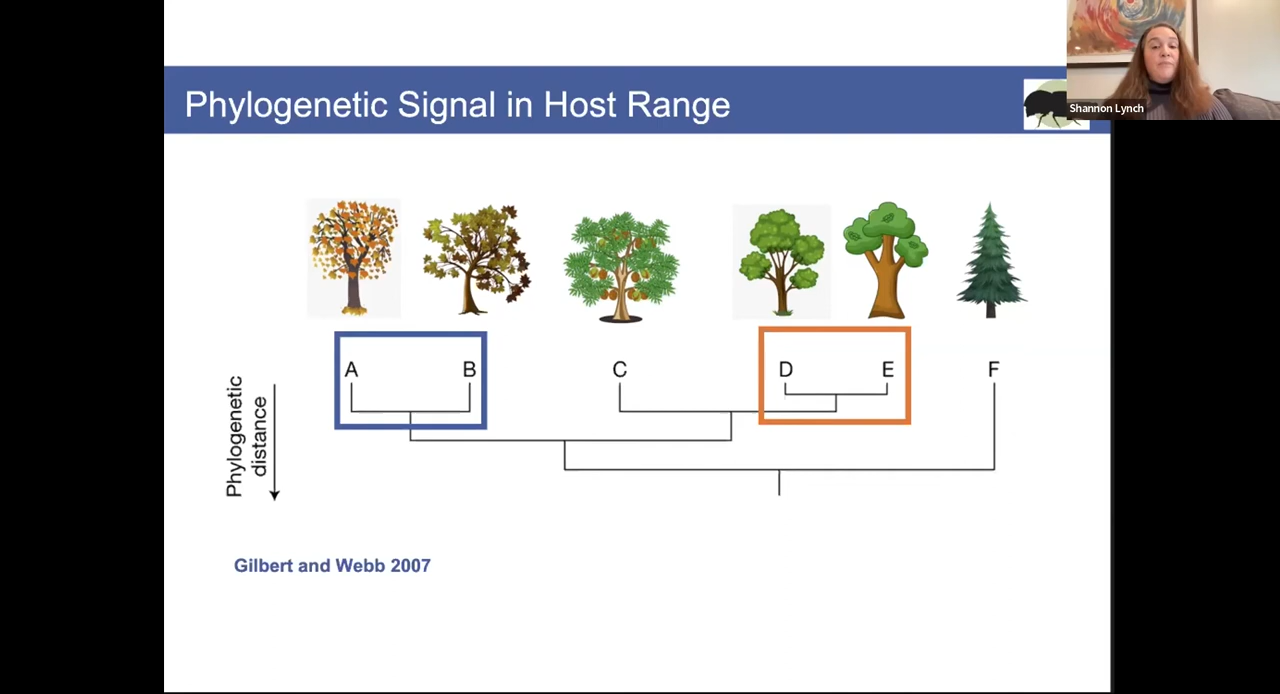 Phylogenetic Signal in Host Range
Shannon Lynch
A B C D E F
Phylogenetic
distance
Gilbert and Webb 2007